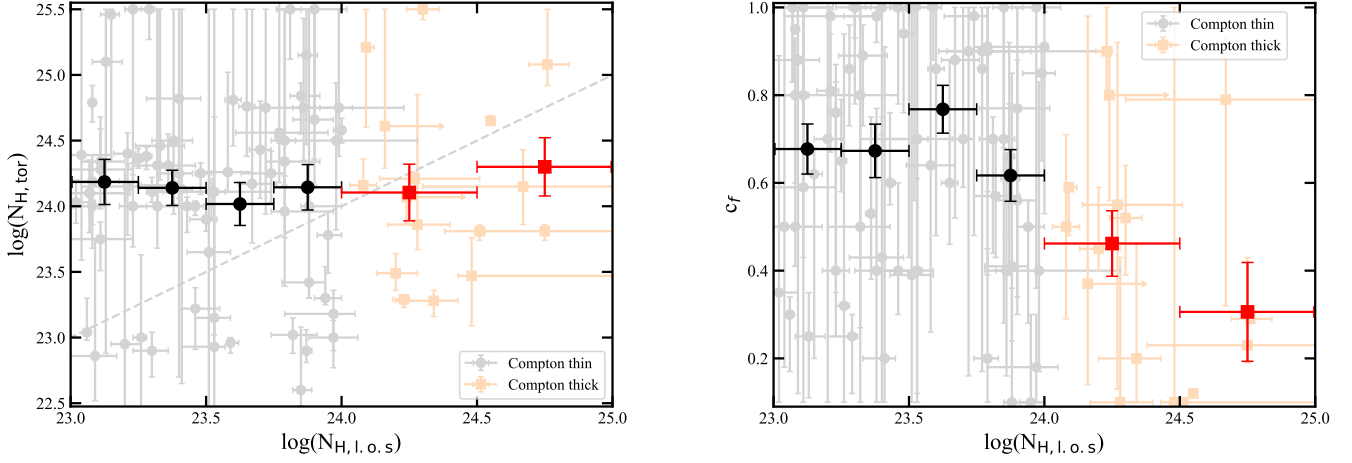 25.5
25.0
24.5
24.0
23.5
23.0
22.5
log(N_H,tor)
Compton thin
Compton thick
23.0 23.5 24.0 24.5 25.0
log(N_H,l.o.s)
1.0
0.8
0.6
0.4
0.2
c_f
Compton thin
Compton thick
23.0 23.5 24.0 24.5 25.0
log(N_H,l.o.s)